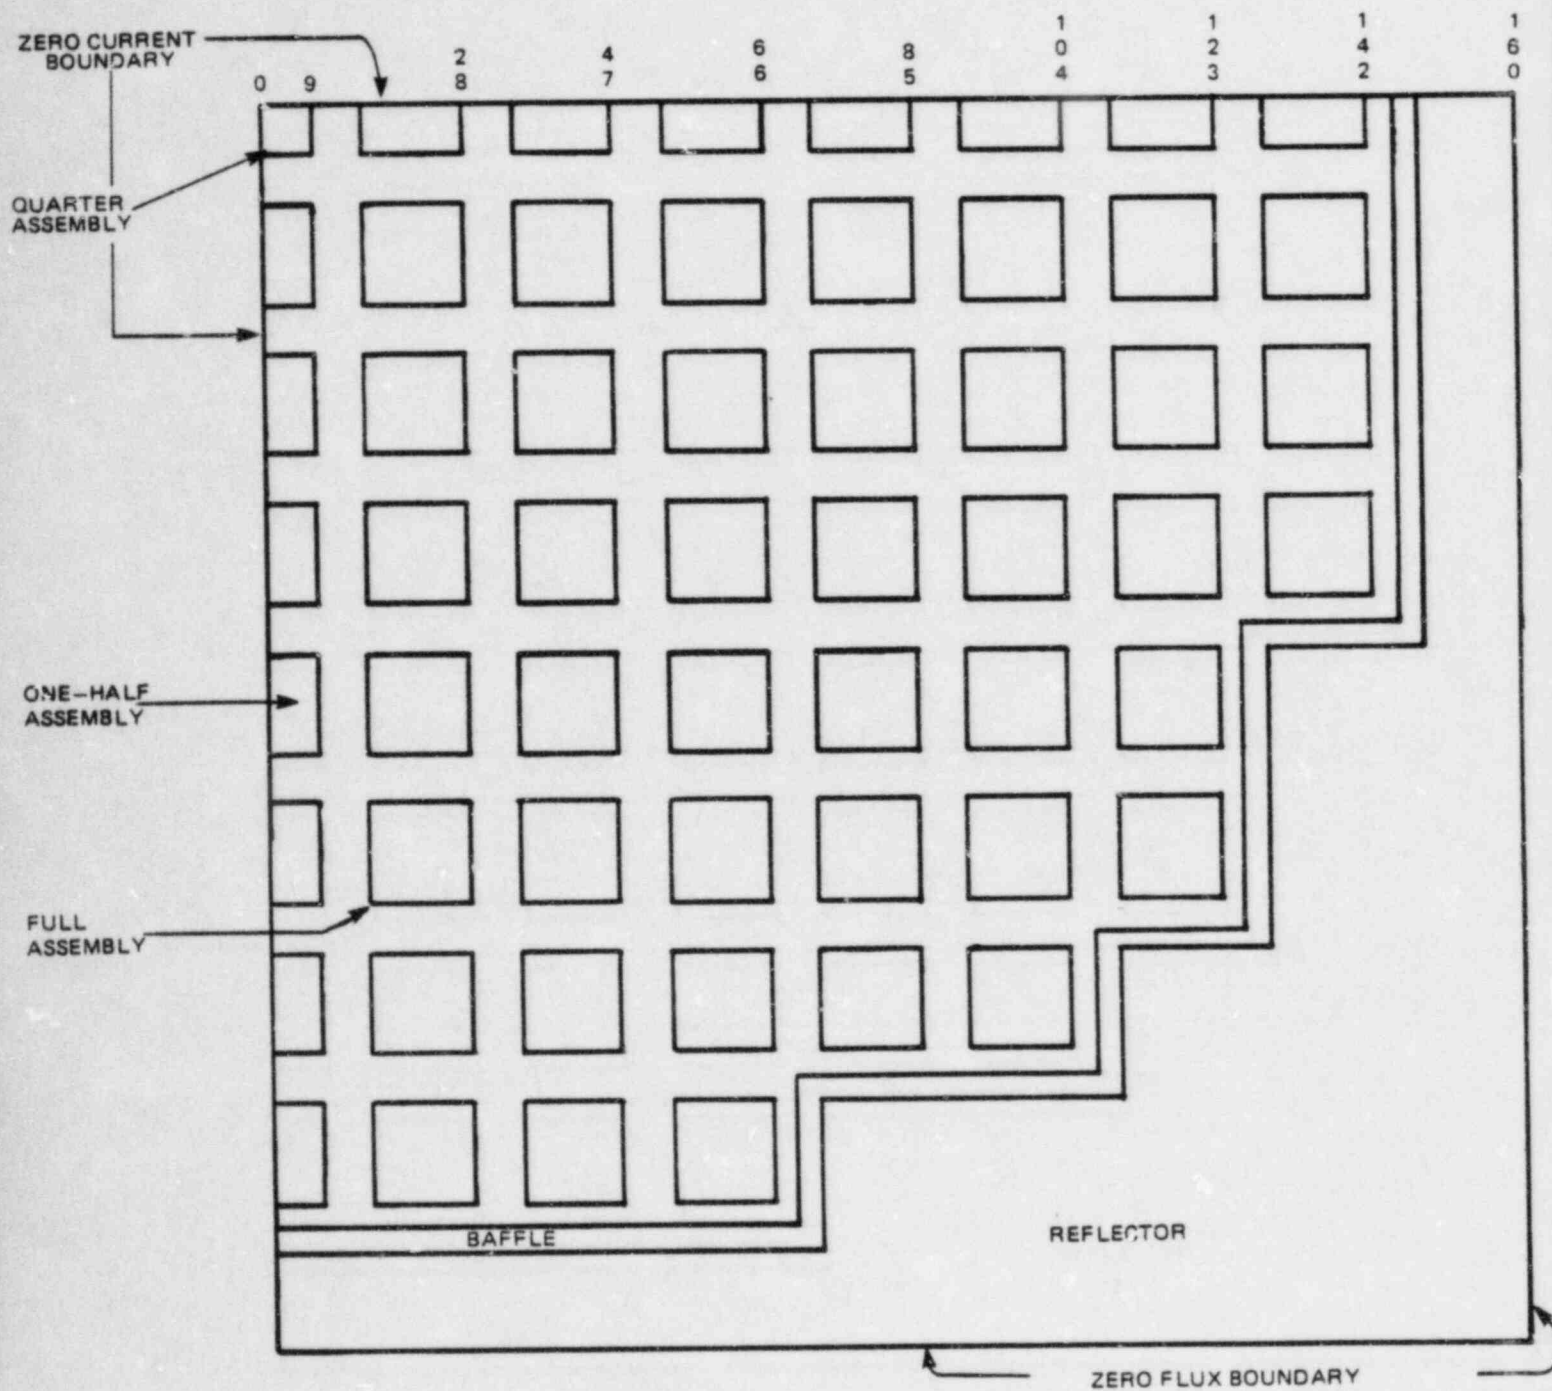 ZERO CURRENT
BOUNDARY
0 9 28 47 66 85 104 123 142 160
QUARTER
ASSEMBLY
ONE-HALF
ASSEMBLY
FULL
ASSEMBLY
BAFFLE
REFLECTOR
ZERO FLUX BOUNDARY